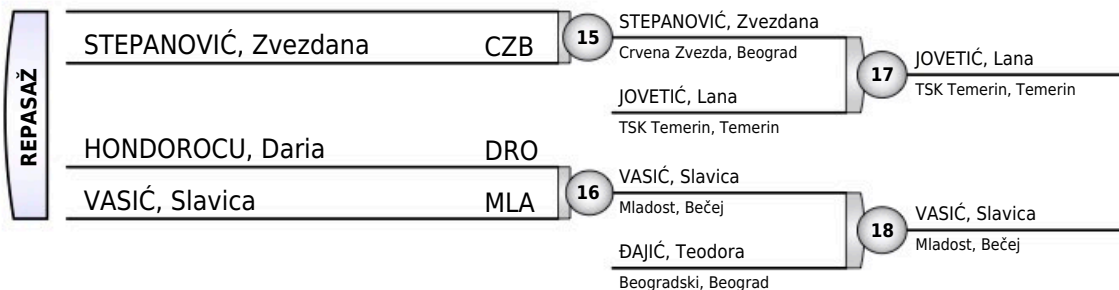 REPASAŽ
STEPANOVIĆ, Zvezdana CZB
HONDOROCU, Daria DRO
VASIĆ, Slavica MLA
15
STEPANOVIĆ, Zvezdana
Crvena Zvezda, Beograd
JOVETIĆ, Lana
TSK Temerin, Temerin
16
VASIĆ, Slavica
Mladost, Bečej
ĐAJIĆ, Teodora
Beogradski, Beograd
17
JOVETIĆ, Lana
TSK Temerin, Temerin
18
VASIĆ, Slavica
Mladost, Bečej